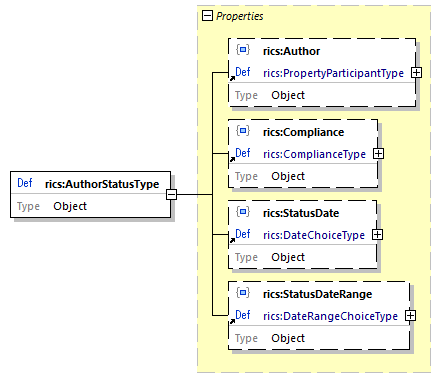 Properties
rics:Author
Def rics:PropertyParticipantType
Type Object
rics:Compliance
Def rics:ComplianceType
Type Object
Def rics:AuthorStatusType
Type Object
rics:StatusDate
Def rics:DateChoiceType
Type Object
rics:StatusDateRange
Def rics:DateRangeChoiceType
Type Object